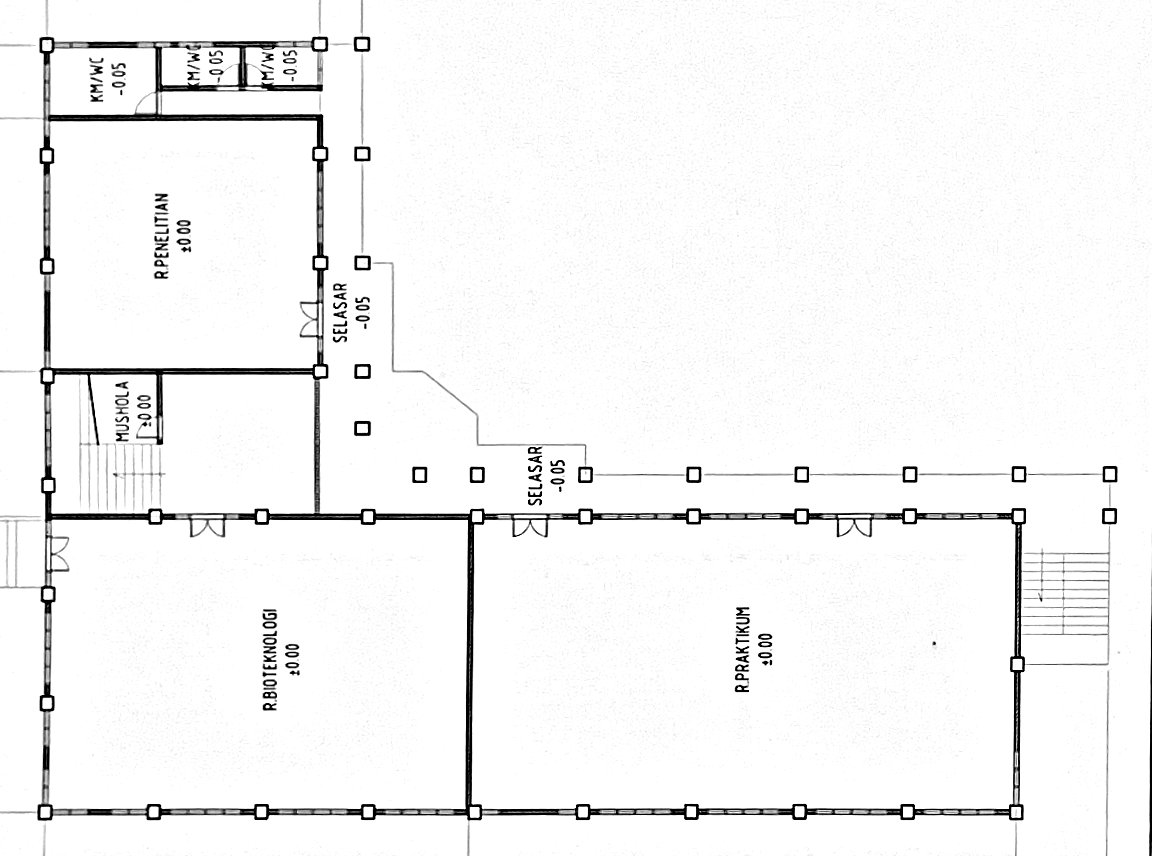 KM/WC
-0.05
KM/WC
-0.05
KM/WC
-0.05
R.PENELITIAN
±0.00
SELASAR
-0.05
MUSHOLA
±0.00
SELASAR
-0.05
R.BIOTEKNOLOGI
±0.00
R.PRAKTIKUM
±0.00